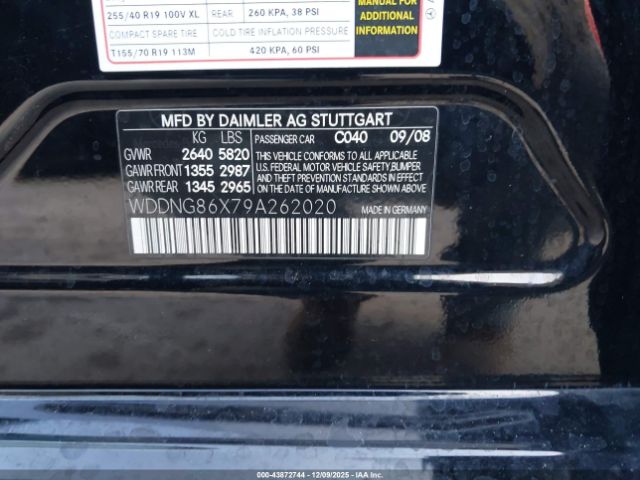 255/40 R19 100V XL REAR 260 KPA, 38 PSI
COMPACT SPARE TIRE COLD TIRE INFLATION PRESSURE
T155/70 R19 113M 420 KPA, 60 PSI
MANUAL FOR
ADDITIONAL
INFORMATION
MFD BY DAIMLER AG STUTTGART
KG LBS PASSENGER CAR C040 09/08
GVWR 2640 5820 THIS VEHICLE CONFORMS TO ALL APPLICABLE
GAWR FRONT 1355 2987 U.S. FEDERAL MOTOR VEHICLE SAFETY,BUMPER
GAWR REAR 1345 2965 AND THEFT PREVENTION STANDARDS IN EFFECT
ON THE DATE OF MANUFACTURE SHOWN ABOVE.
WDDNG86X79A262020 MADE IN GERMANY
000-43872744 - 12/09/2025 - IAAI.COM